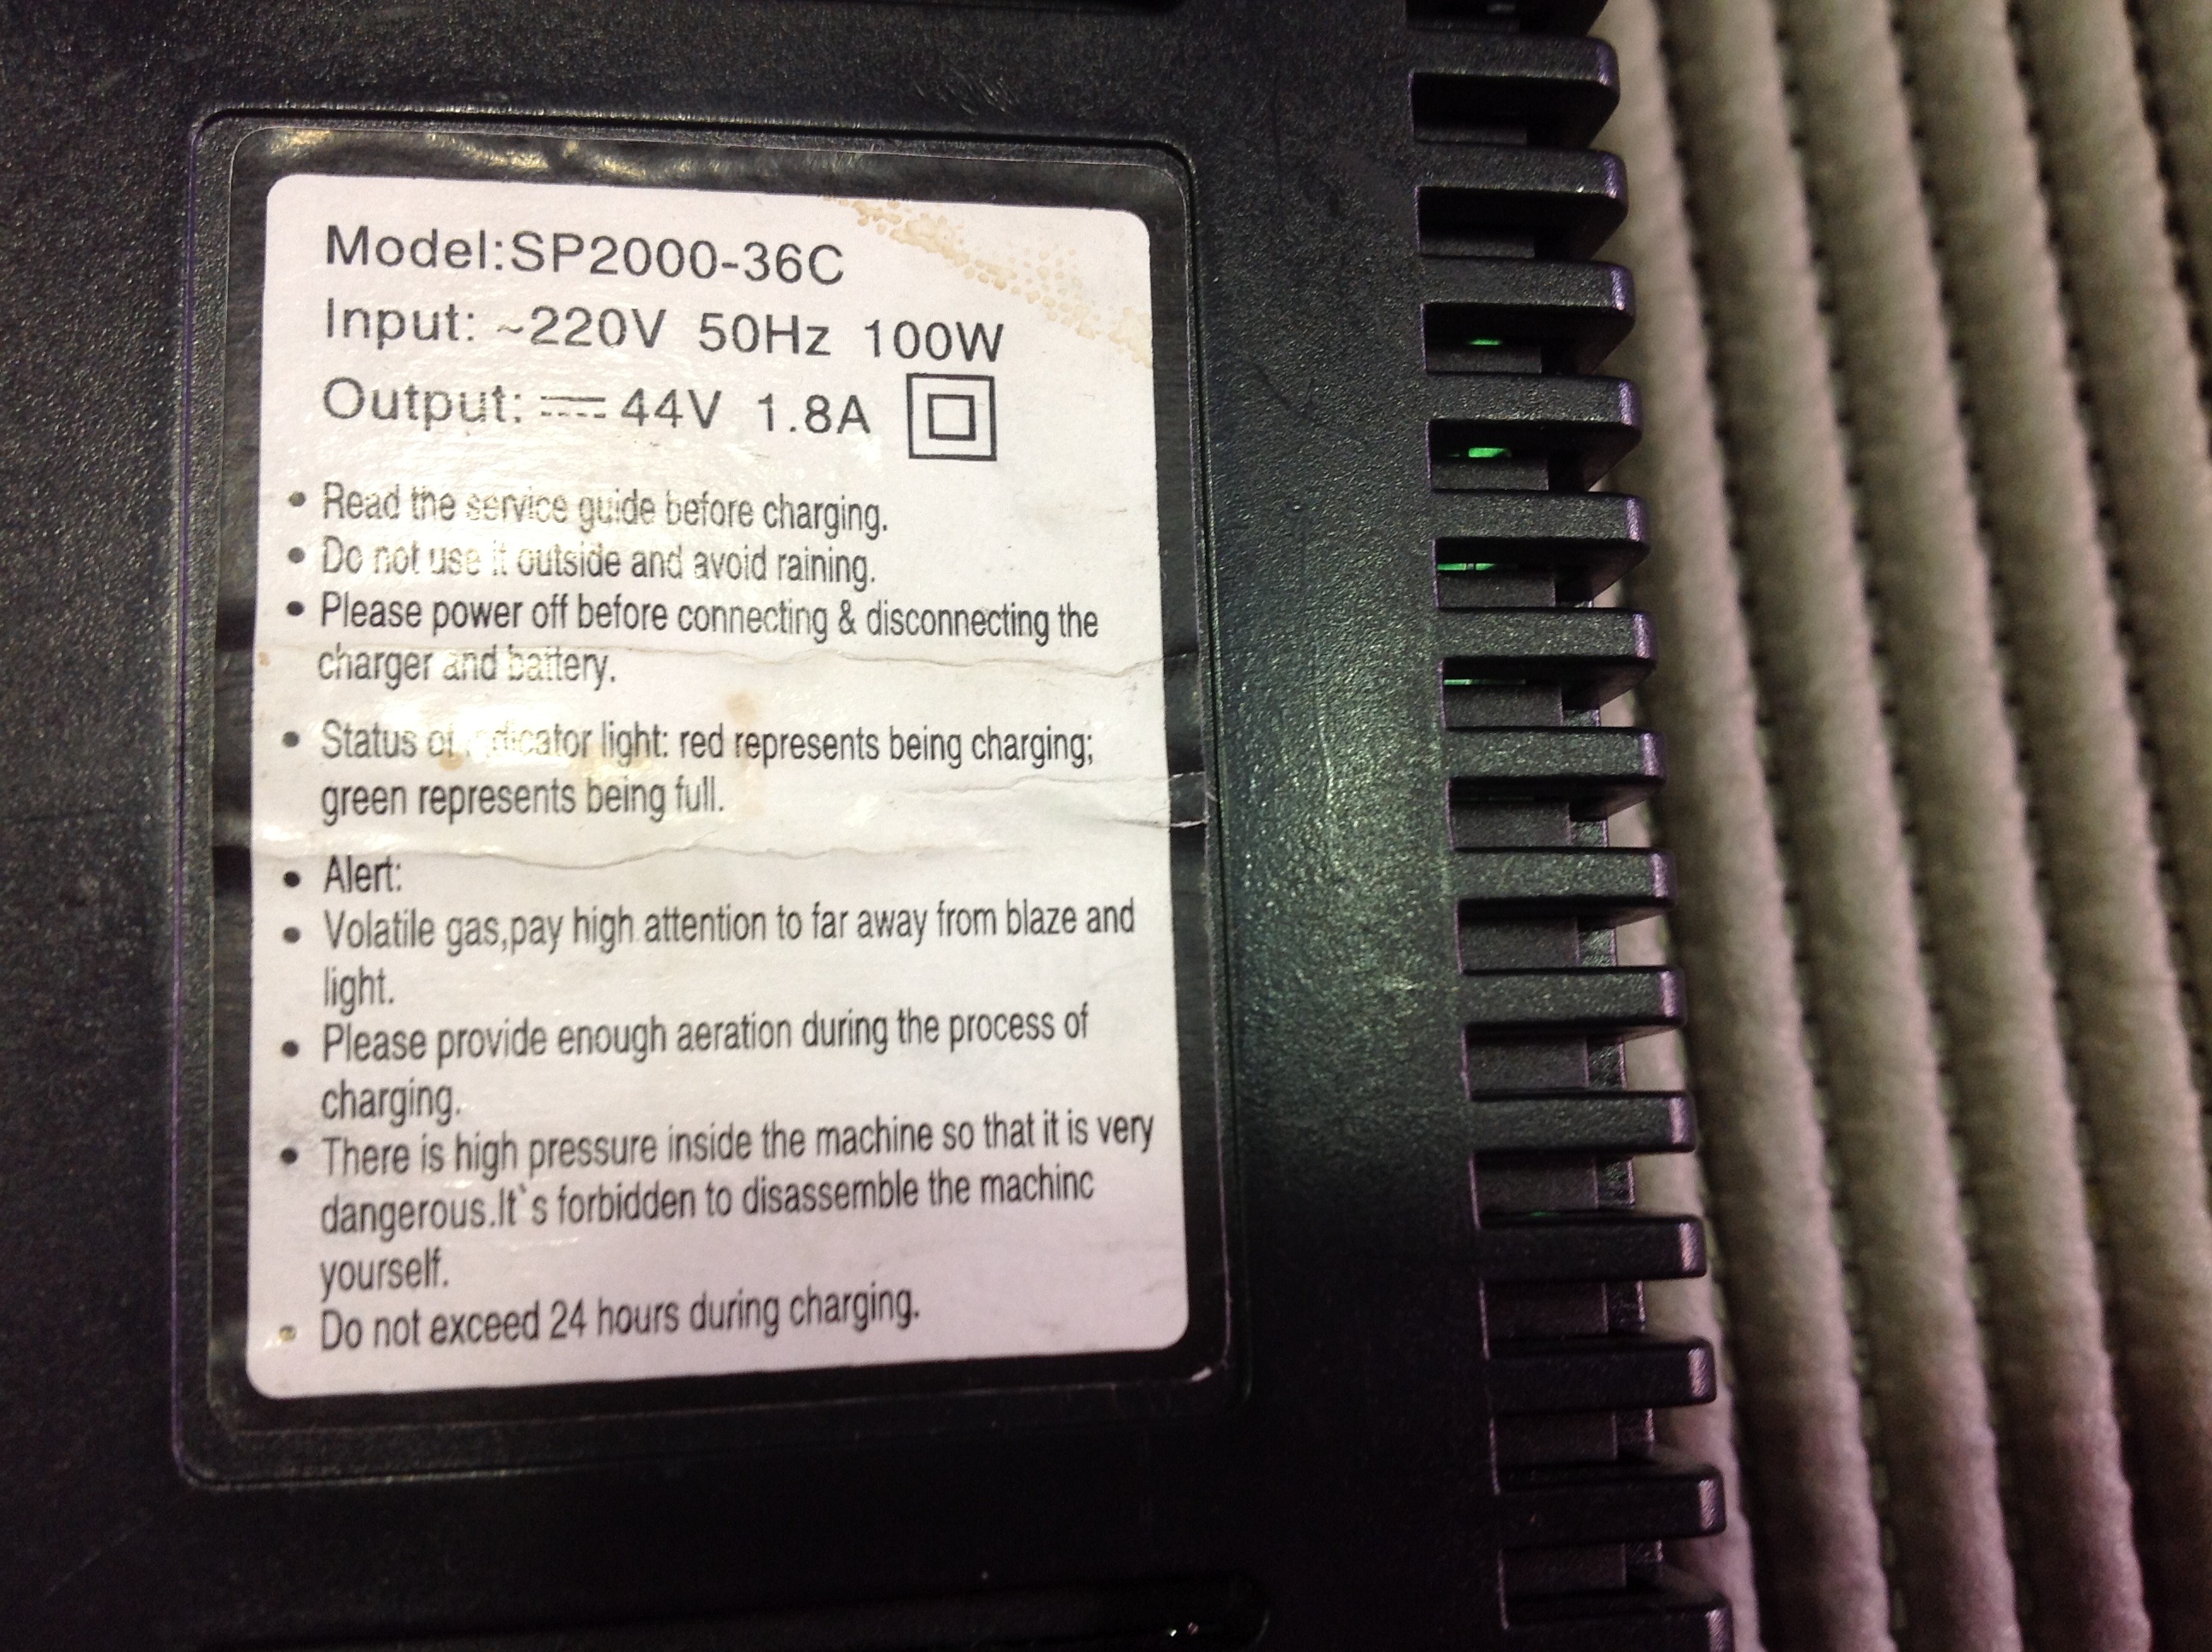 Model:SP2000-36C
Input: ~220V 50Hz 100W
Output: ⎓ 44V 1.8A
• Read the service guide before charging.
• Do not use it outside and avoid raining.
• Please power off before connecting & disconnecting the
charger and battery.
• Status of indicator light: red represents being charging;
green represents being full.
• Alert:
• Volatile gas,pay high attention to far away from blaze and
light.
• Please provide enough aeration during the process of
charging.
• There is high pressure inside the machine so that it is very
dangerous.It`s forbidden to disassemble the machinc
yourself.
• Do not exceed 24 hours during charging.